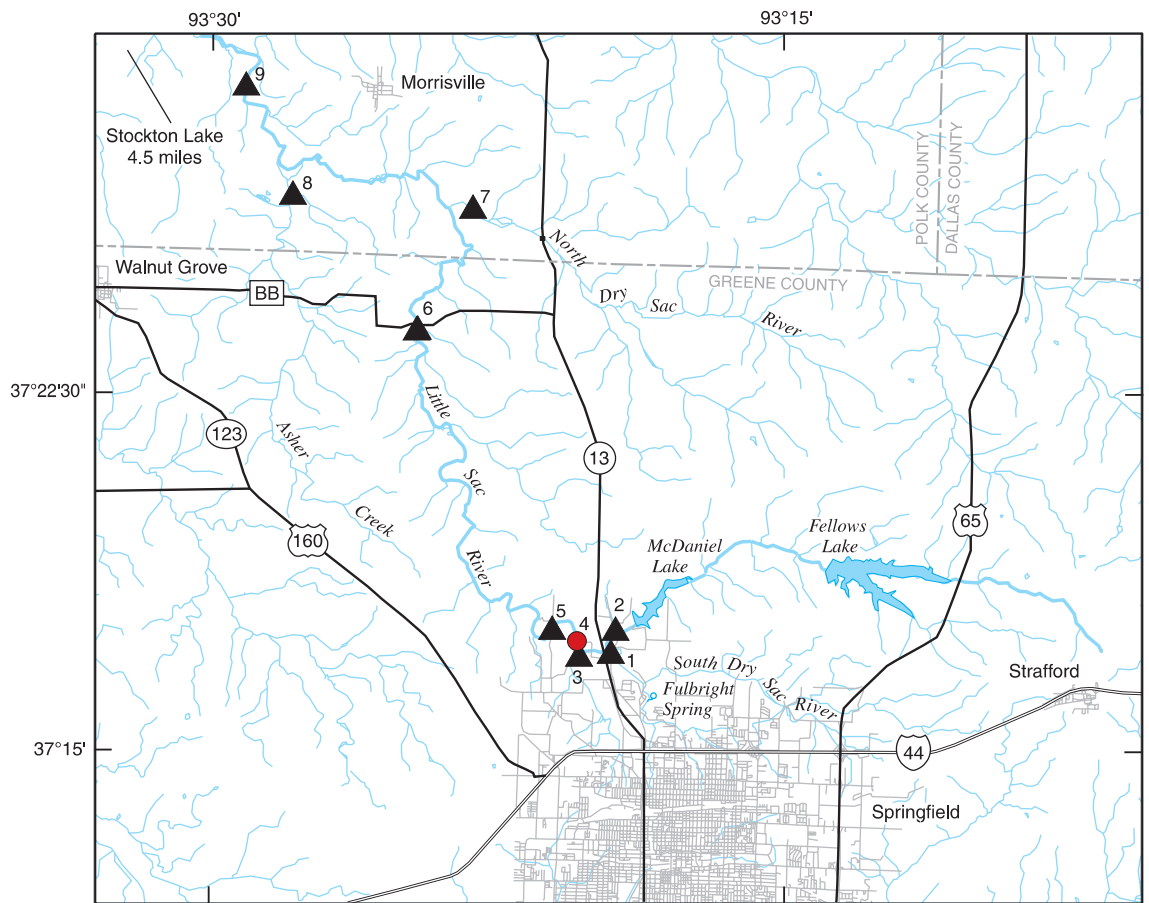 93°30' 93°15'
9
Morrisville
Stockton Lake
4.5 miles
8
7
POLK COUNTY
DALLAS COUNTY
North
Walnut Grove
BB
GREENE COUNTY
Dry Sac River
6
37°22'30"
Little Sac River
123
Asher Creek
13
160
65
Fellows
Lake
McDaniel
Lake
5
4
2
3
1
South Dry Sac River
Fulbright
Spring
Strafford
37°15'
44
Springfield